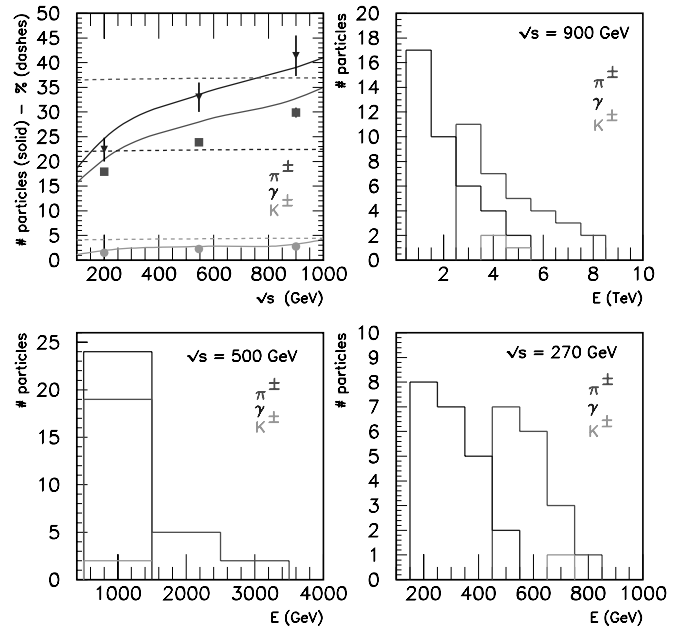 # particles (solid) − % (dashes)
50
45
40
35
30
25
20
15
10
5
0
π±
γ
K±
200 400 600 800 1000
√s (GeV)
# particles
20
18
16
14
12
10
8
6
4
2
0
√s = 900 GeV
π±
γ
K±
2 4 6 8 10
E (TeV)
# particles
25
20
15
10
5
0
√s = 500 GeV
π±
γ
K±
1000 2000 3000 4000
E (GeV)
# particles
10
9
8
7
6
5
4
3
2
1
0
√s = 270 GeV
π±
γ
K±
200 400 600 800 1000
E (GeV)